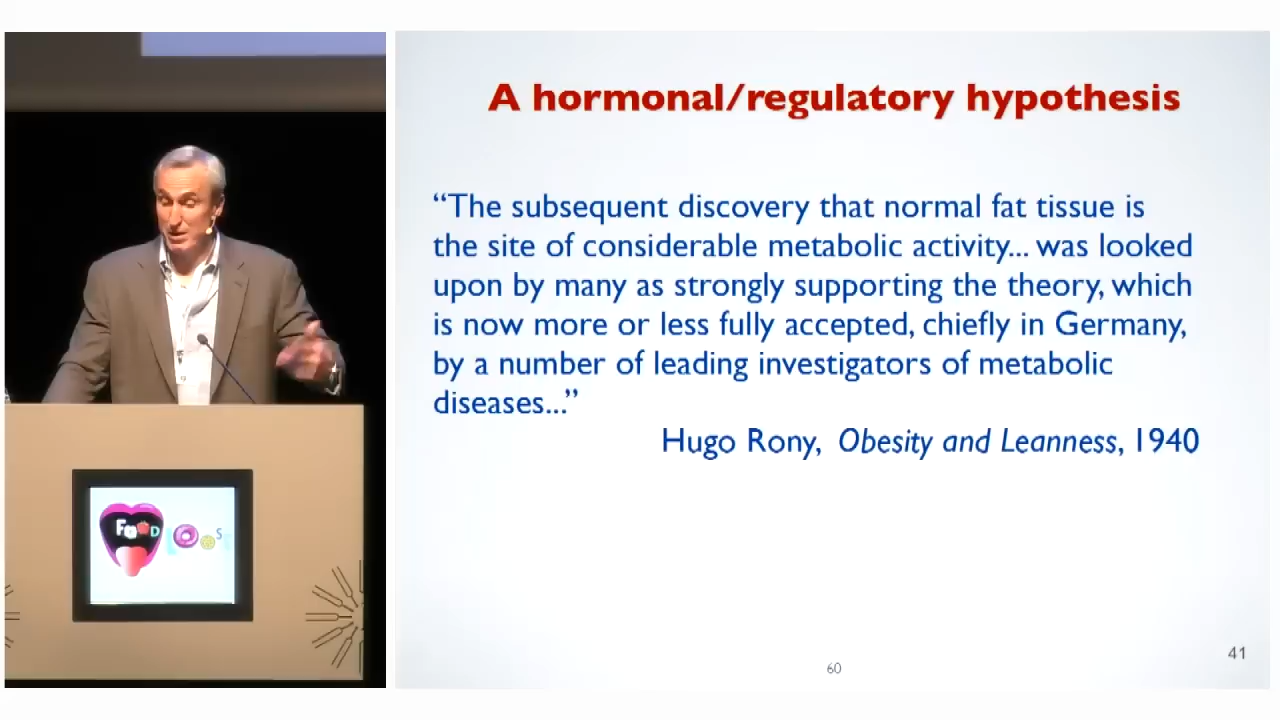 A hormonal/regulatory hypothesis
“The subsequent discovery that normal fat tissue is
the site of considerable metabolic activity... was looked
upon by many as strongly supporting the theory, which
is now more or less fully accepted, chiefly in Germany,
by a number of leading investigators of metabolic
diseases...”
Hugo Rony, Obesity and Leanness, 1940
41
60
FooD